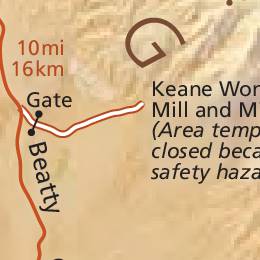 10mi
16km
Gate
Beatty
Keane Won
Mill and M
(Area temp
closed beca
safety haza